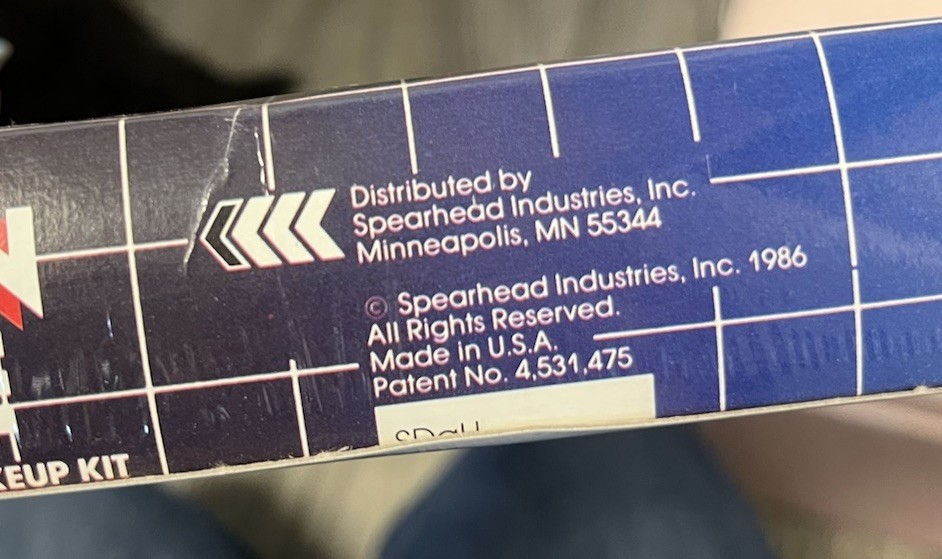 Distributed by
Spearhead Industries, Inc.
Minneapolis, MN 55344
© Spearhead Industries, Inc. 1986
All Rights Reserved.
Made in U.S.A.
Patent No. 4,531,475
KIT